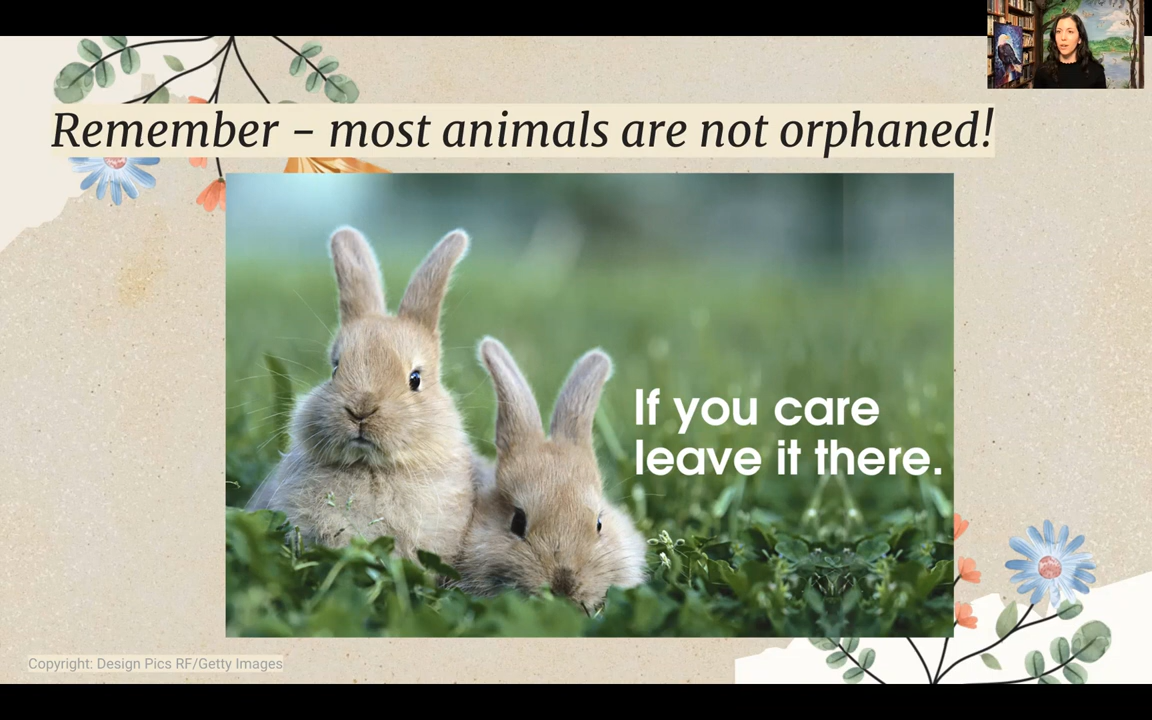 Remember – most animals are not orphaned!
If you care
leave it there.
Copyright: Design Pics RF/Getty Images